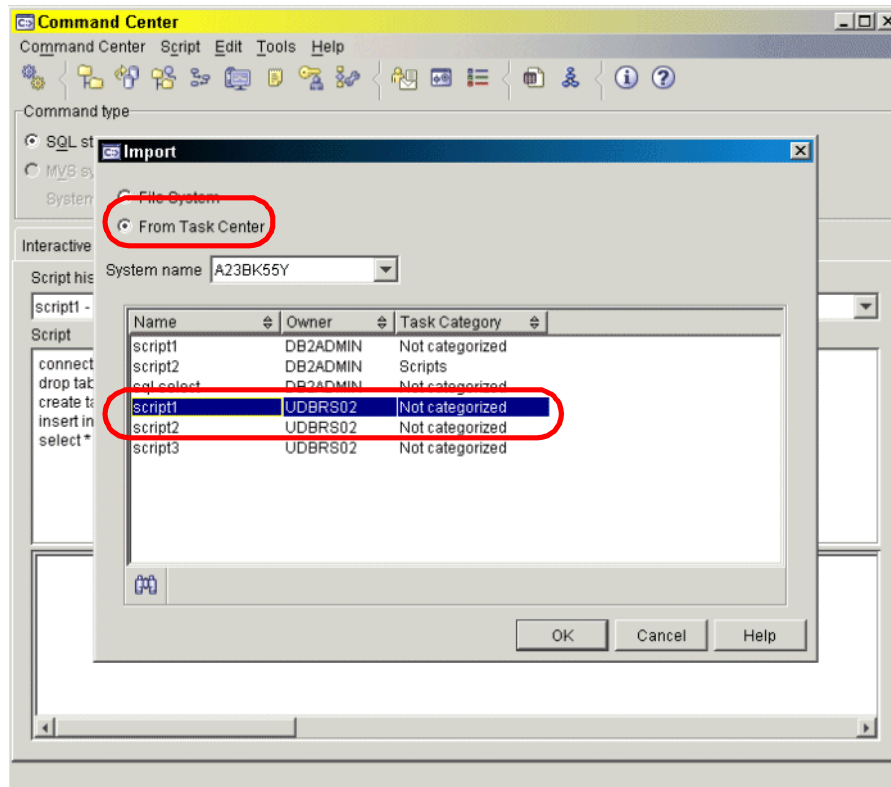 Command Center
Command Center Script Edit Tools Help
Command type
SQL st
MVS sy
System
Import
File System
From Task Center
Interactive
System name A23BK55Y
Script his
script1 -
Name Owner Task Category
Script
script1 DB2ADMIN Not categorized
connect
script2 DB2ADMIN Scripts
drop tab
sql select DB2ADMIN Not categorized
create ta
script1 UDBRS02 Not categorized
insert in
script2 UDBRS02 Not categorized
select *
script3 UDBRS02 Not categorized
OK Cancel Help